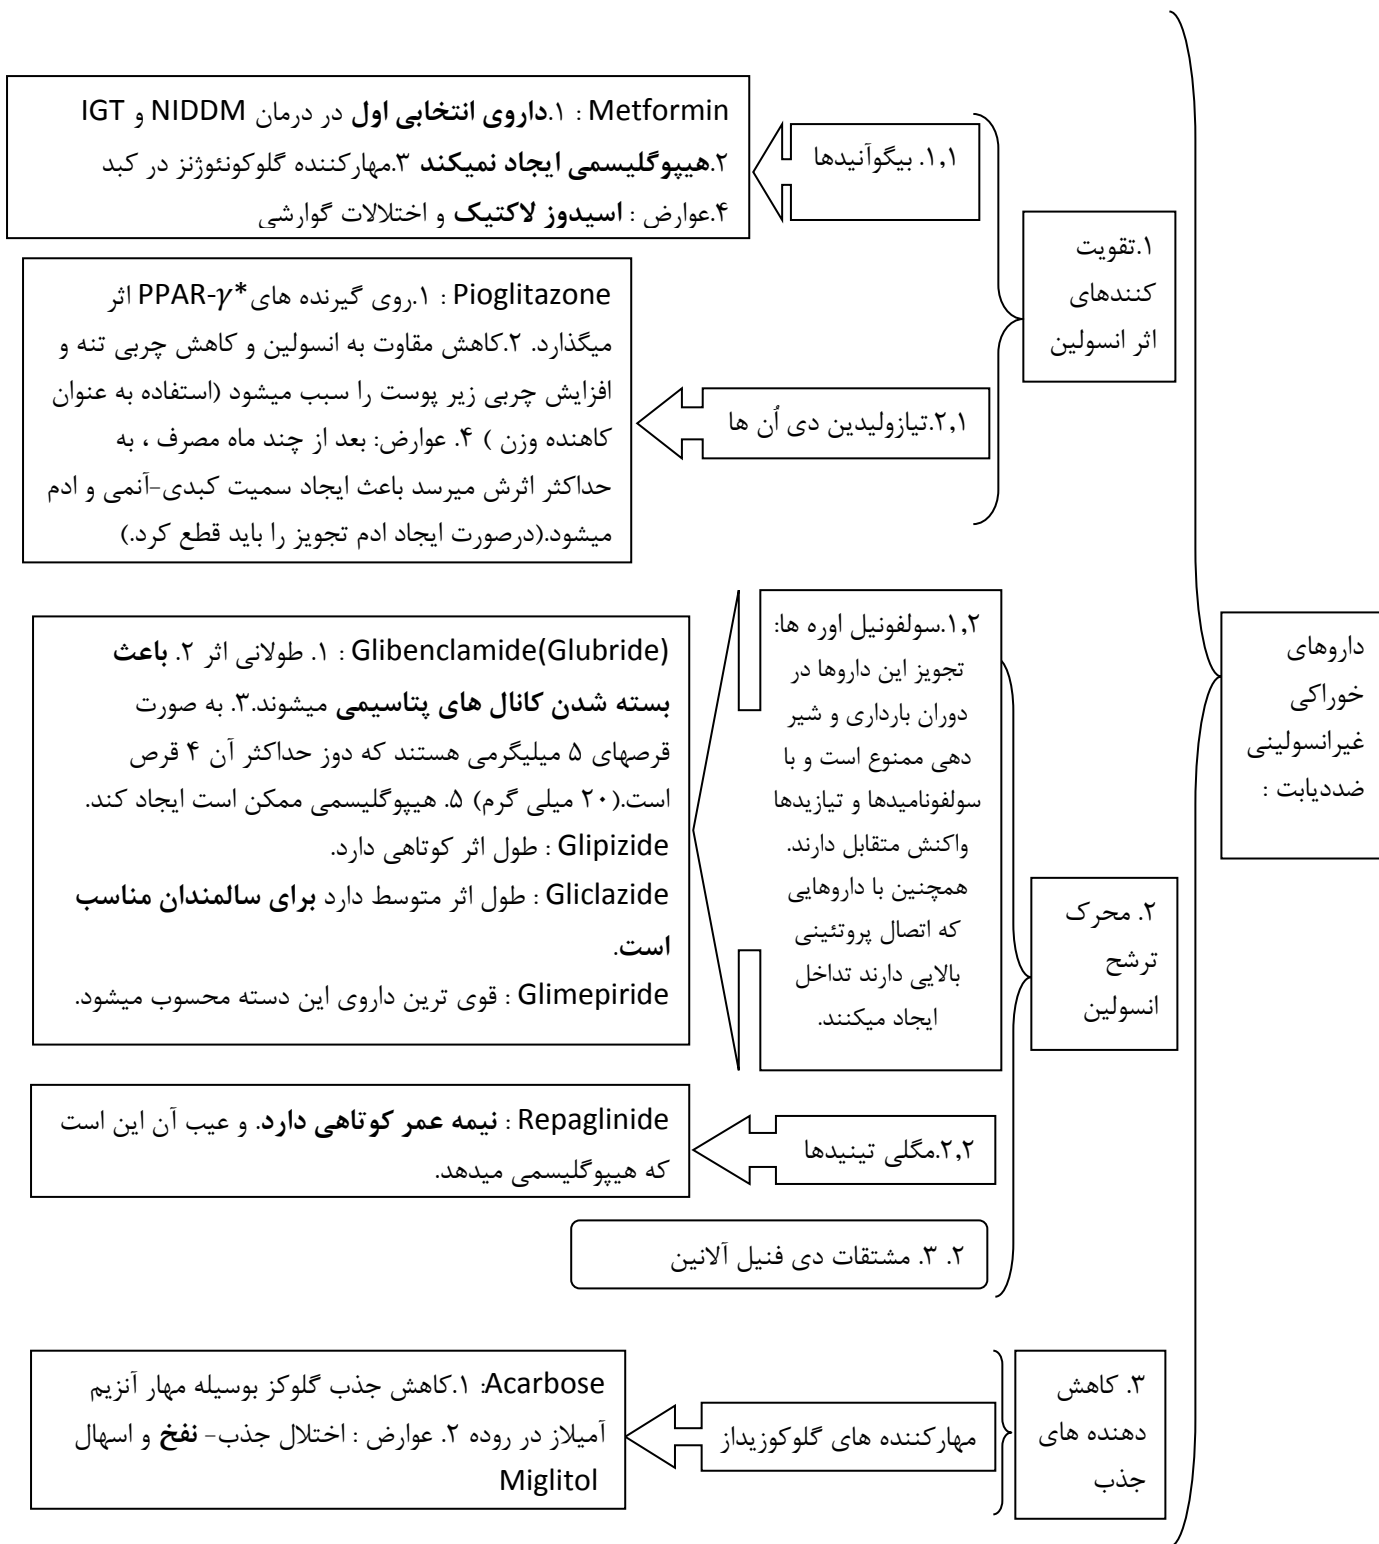 داروهای
خوراکی
غیرانسولینی
ضددیابت :
۱.تقویت
کنندهای
اثر انسولین
۱,۱. بیگوآنیدها
Metformin : ۱.داروی انتخابی اول در درمان NIDDM و IGT
۲.هیپوگلیسمی ایجاد نمیکند ۳.مهارکننده گلوکونئوژنز در کبد
۴.عوارض : اسیدوز لاکتیک و اختلالات گوارشی
۲,۱.تیازولیدین دی اُن ها
Pioglitazone : ۱.روی گیرنده های PPAR-γ* اثر
میگذارد. ۲.کاهش مقاوت به انسولین و کاهش چربی تنه و
افزایش چربی زیر پوست را سبب میشود (استفاده به عنوان
کاهنده وزن ) ۴. عوارض: بعد از چند ماه مصرف ، به
حداکثر اثرش میرسد باعث ایجاد سمیت کبدی-آنمی و ادم
میشود.(درصورت ایجاد ادم تجویز را باید قطع کرد.)
۲. محرک
ترشح
انسولین
۱,۲.سولفونیل اوره ها:
تجویز این داروها در
دوران بارداری و شیر
دهی ممنوع است و با
سولفونامیدها و تیازیدها
واکنش متقابل دارند.
همچنین با داروهایی
که اتصال پروتئینی
بالایی دارند تداخل
ایجاد میکنند.
Glibenclamide(Glubride) : ۱. طولانی اثر ۲. باعث
بسته شدن کانال های پتاسیمی میشوند.۳. به صورت
قرصهای ۵ میلیگرمی هستند که دوز حداکثر آن ۴ قرص
است.(۲۰ میلی گرم) ۵. هیپوگلیسمی ممکن است ایجاد کند.
Glipizide : طول اثر کوتاهی دارد.
Gliclazide : طول اثر متوسط دارد برای سالمندان مناسب
است.
Glimepiride : قوی ترین داروی این دسته محسوب میشود.
۲,۲.مگلی تینیدها
Repaglinide : نیمه عمر کوتاهی دارد. و عیب آن این است
که هیپوگلیسمی میدهد.
۲. ۳. مشتقات دی فنیل آلانین
۳. کاهش
دهنده های
جذب
مهارکننده های گلوکوزیداز
Acarbose: ۱.کاهش جذب گلوکز بوسیله مهار آنزیم
آمیلاز در روده ۲. عوارض : اختلال جذب- نفخ و اسهال
Miglitol